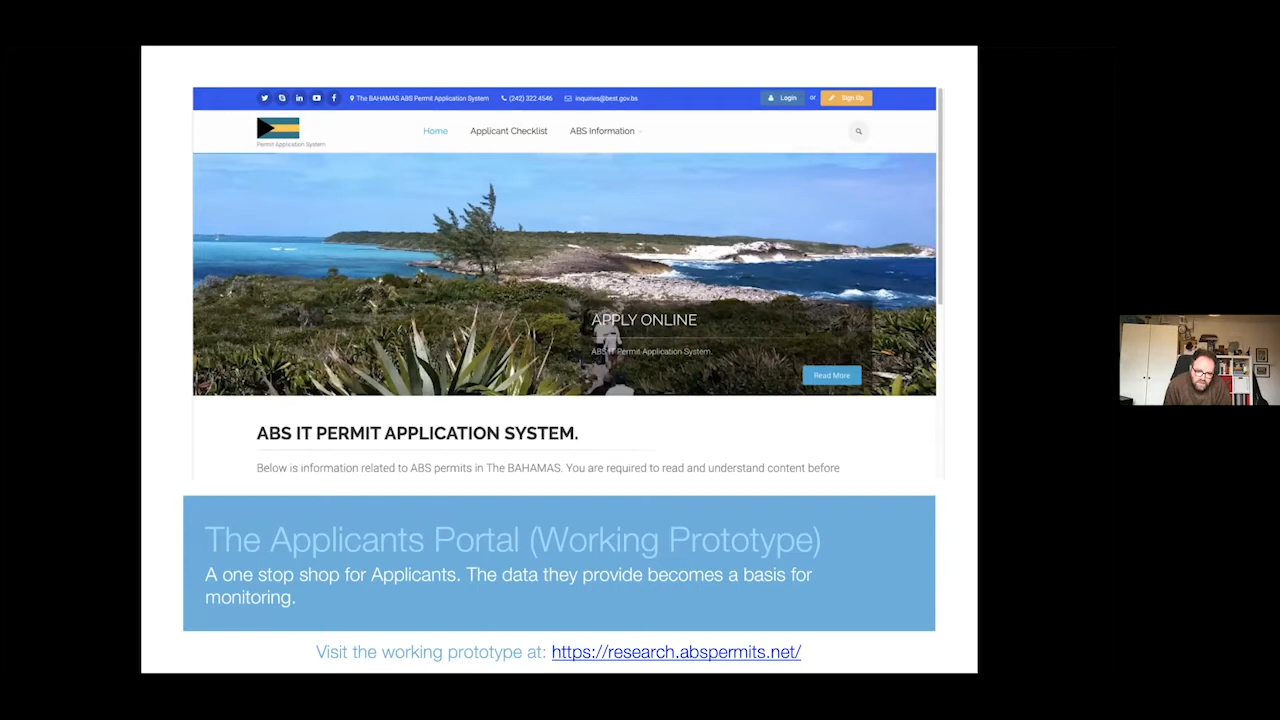 The BAHAMAS ABS Permit Application System (242) 322 4546 inquiries@best.gov.bs Login or Sign Up
Permit Application System
Home Applicant Checklist ABS Information
APPLY ONLINE
ABS IT Permit Application System.
Read More
ABS IT PERMIT APPLICATION SYSTEM.
Below is information related to ABS permits in The BAHAMAS. You are required to read and understand content before
The Applicants Portal (Working Prototype)
A one stop shop for Applicants. The data they provide becomes a basis for
monitoring.
Visit the working prototype at: https://research.abspermits.net/